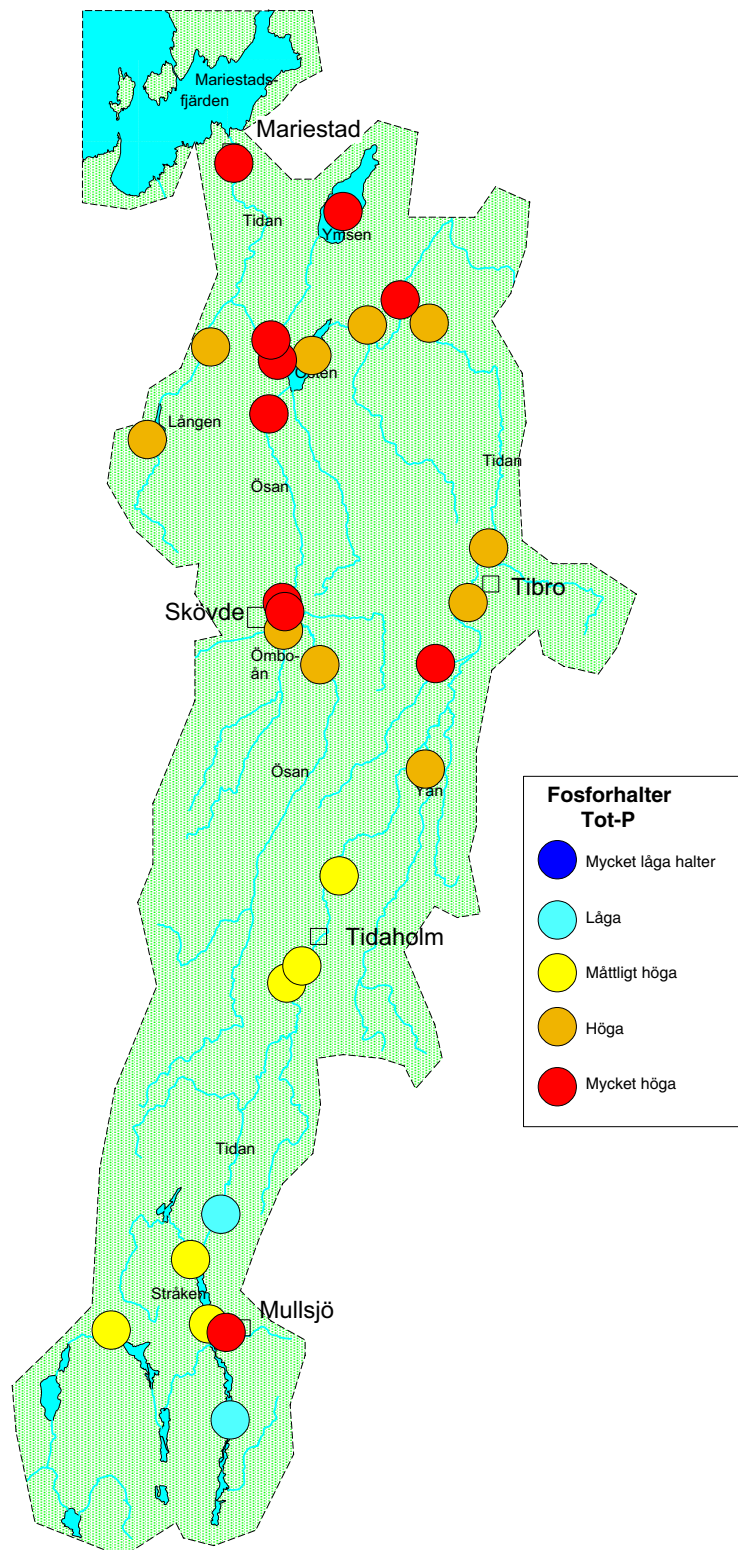 Mariestads-
fjärden
Mariestad
Tidan
Ymsen
Östen
Lången
Tidan
Ösan
Tibro
Skövde
Ömbo-
ån
Ösan
Yan
Fosforhalter
Tot-P
Mycket låga halter
Låga
Måttligt höga
Höga
Mycket höga
Tidaholm
Tidan
Stråken
Mullsjö